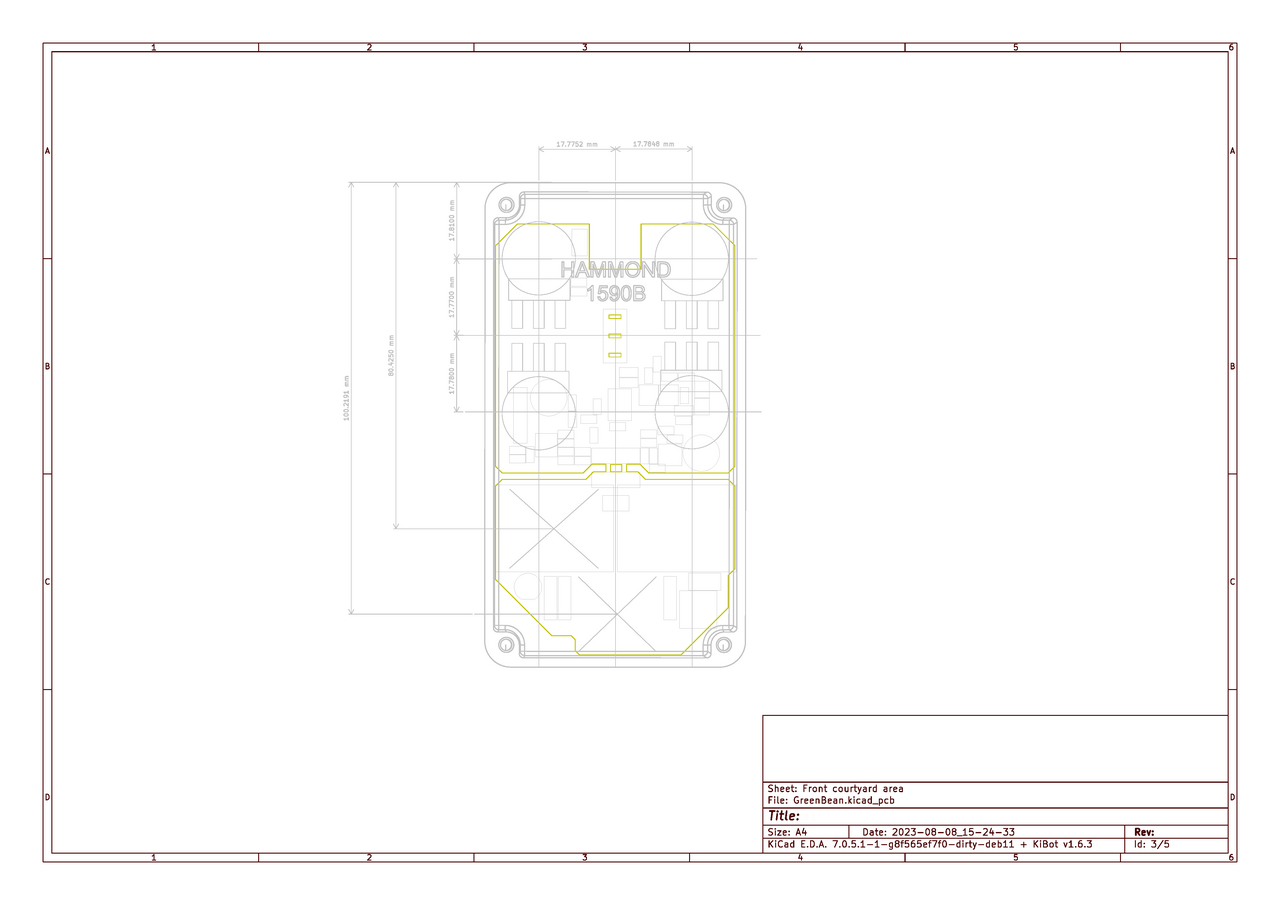 1 2 3 4 5 6
17.7752 mm 17.7848 mm
A A
17.8100 mm
HAMMOND
1590B
17.7700 mm
80.4250 mm
B B
17.7800 mm
100.2191 mm
C C
Sheet: Front courtyard area
File: GreenBean.kicad_pcb
D D
Title:
Size: A4 Date: 2023-08-08_15-24-33 Rev:
KiCad E.D.A. 7.0.5.1-1-g8f565ef7f0-dirty-deb11 + KiBot v1.6.3 Id: 3/5
1 2 3 4 5 6